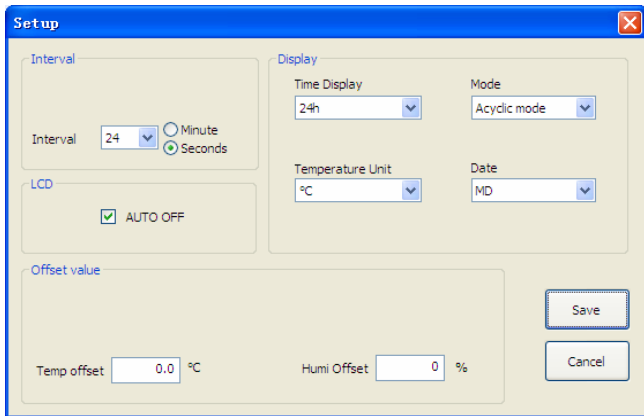 Setup
Interval
Interval 24 Minute
Seconds
LCD
AUTO OFF
Display
Time Display Mode
24h Acyclic mode
Temperature Unit Date
°C MD
Offset value
Temp offset 0.0 °C Humi Offset 0 %
Save
Cancel